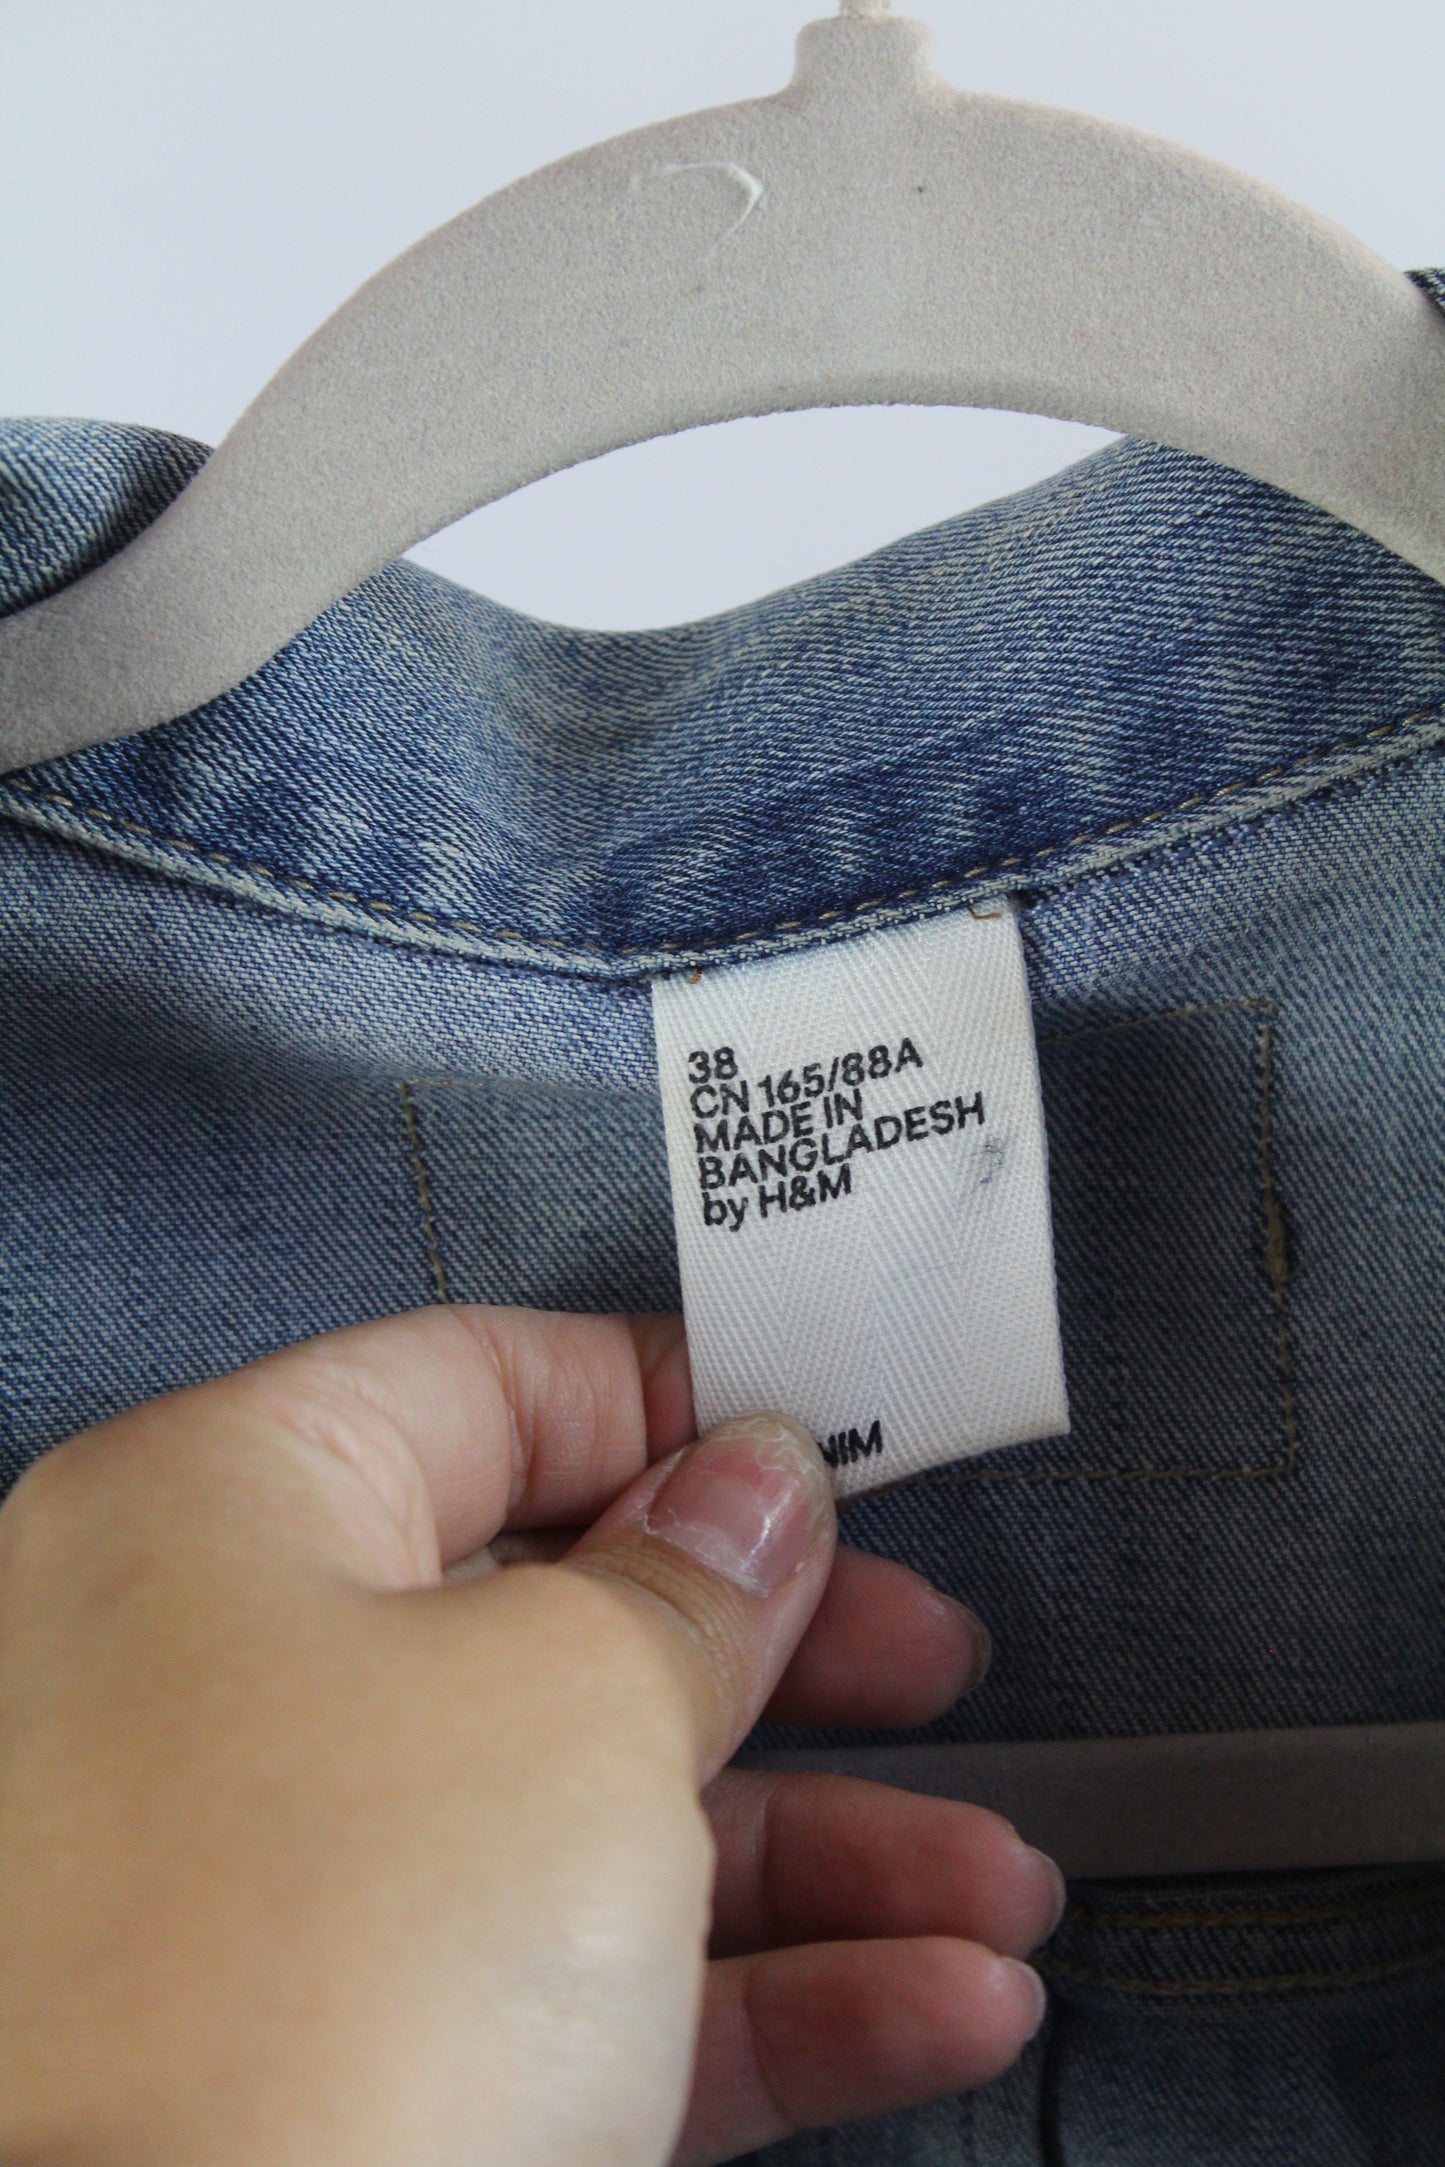 38
CN 165/88A
MADE IN
BANGLADESH
by H&M